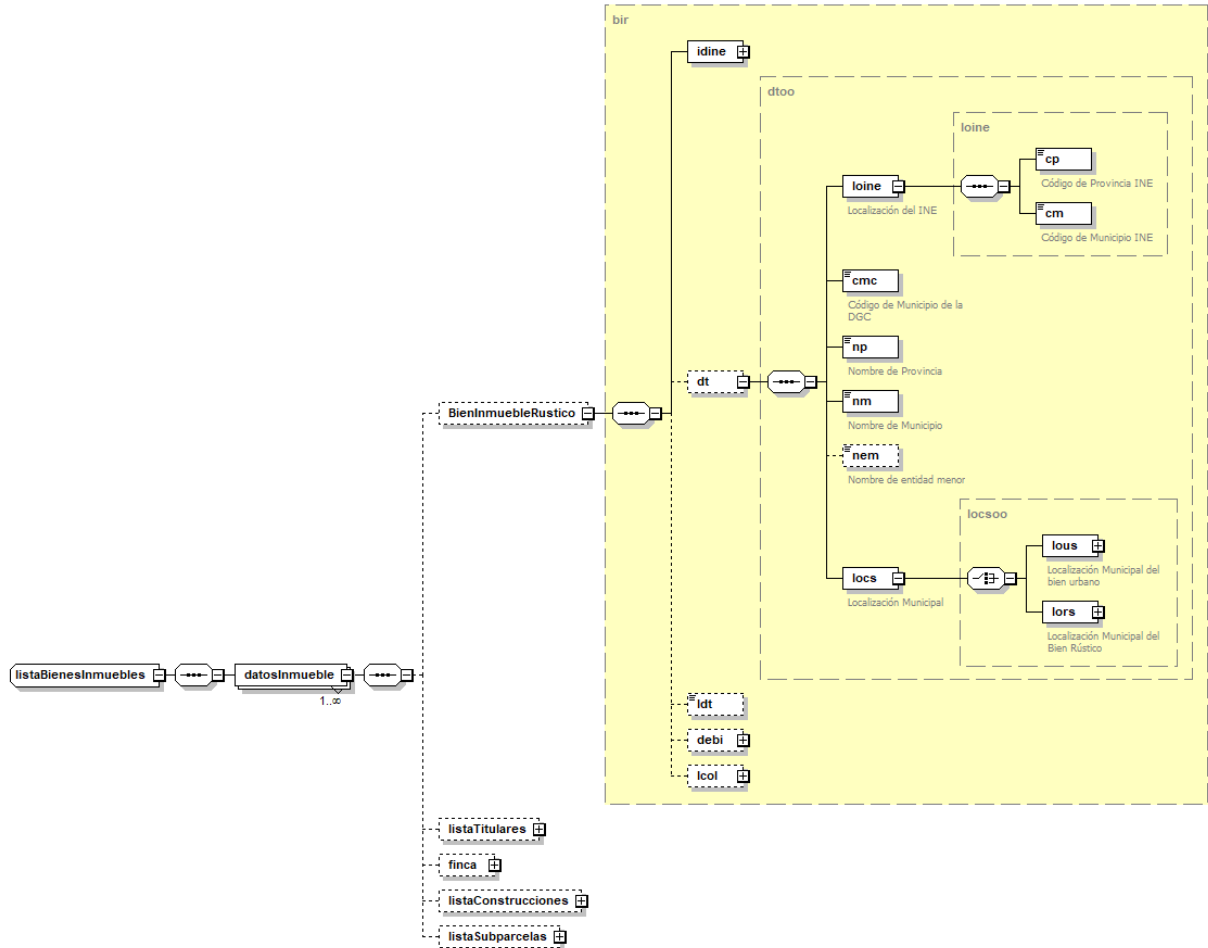 bir
idine
dtoo
loine
cp
Código de Provincia INE
loine
Localización del INE
cm
Código de Municipio INE
cmc
Código de Municipio de la
DGC
np
Nombre de Provincia
dt
nm
Nombre de Municipio
BienInmuebleRustico
nem
Nombre de entidad menor
locsoo
lous
Localización Municipal del
bien urbano
locs
Localización Municipal
lors
Localización Municipal del
Bien Rústico
listaBienesInmuebles
datosInmueble
1..∞
ldt
debi
lcol
listaTitulares
finca
listaConstrucciones
listaSubparcelas